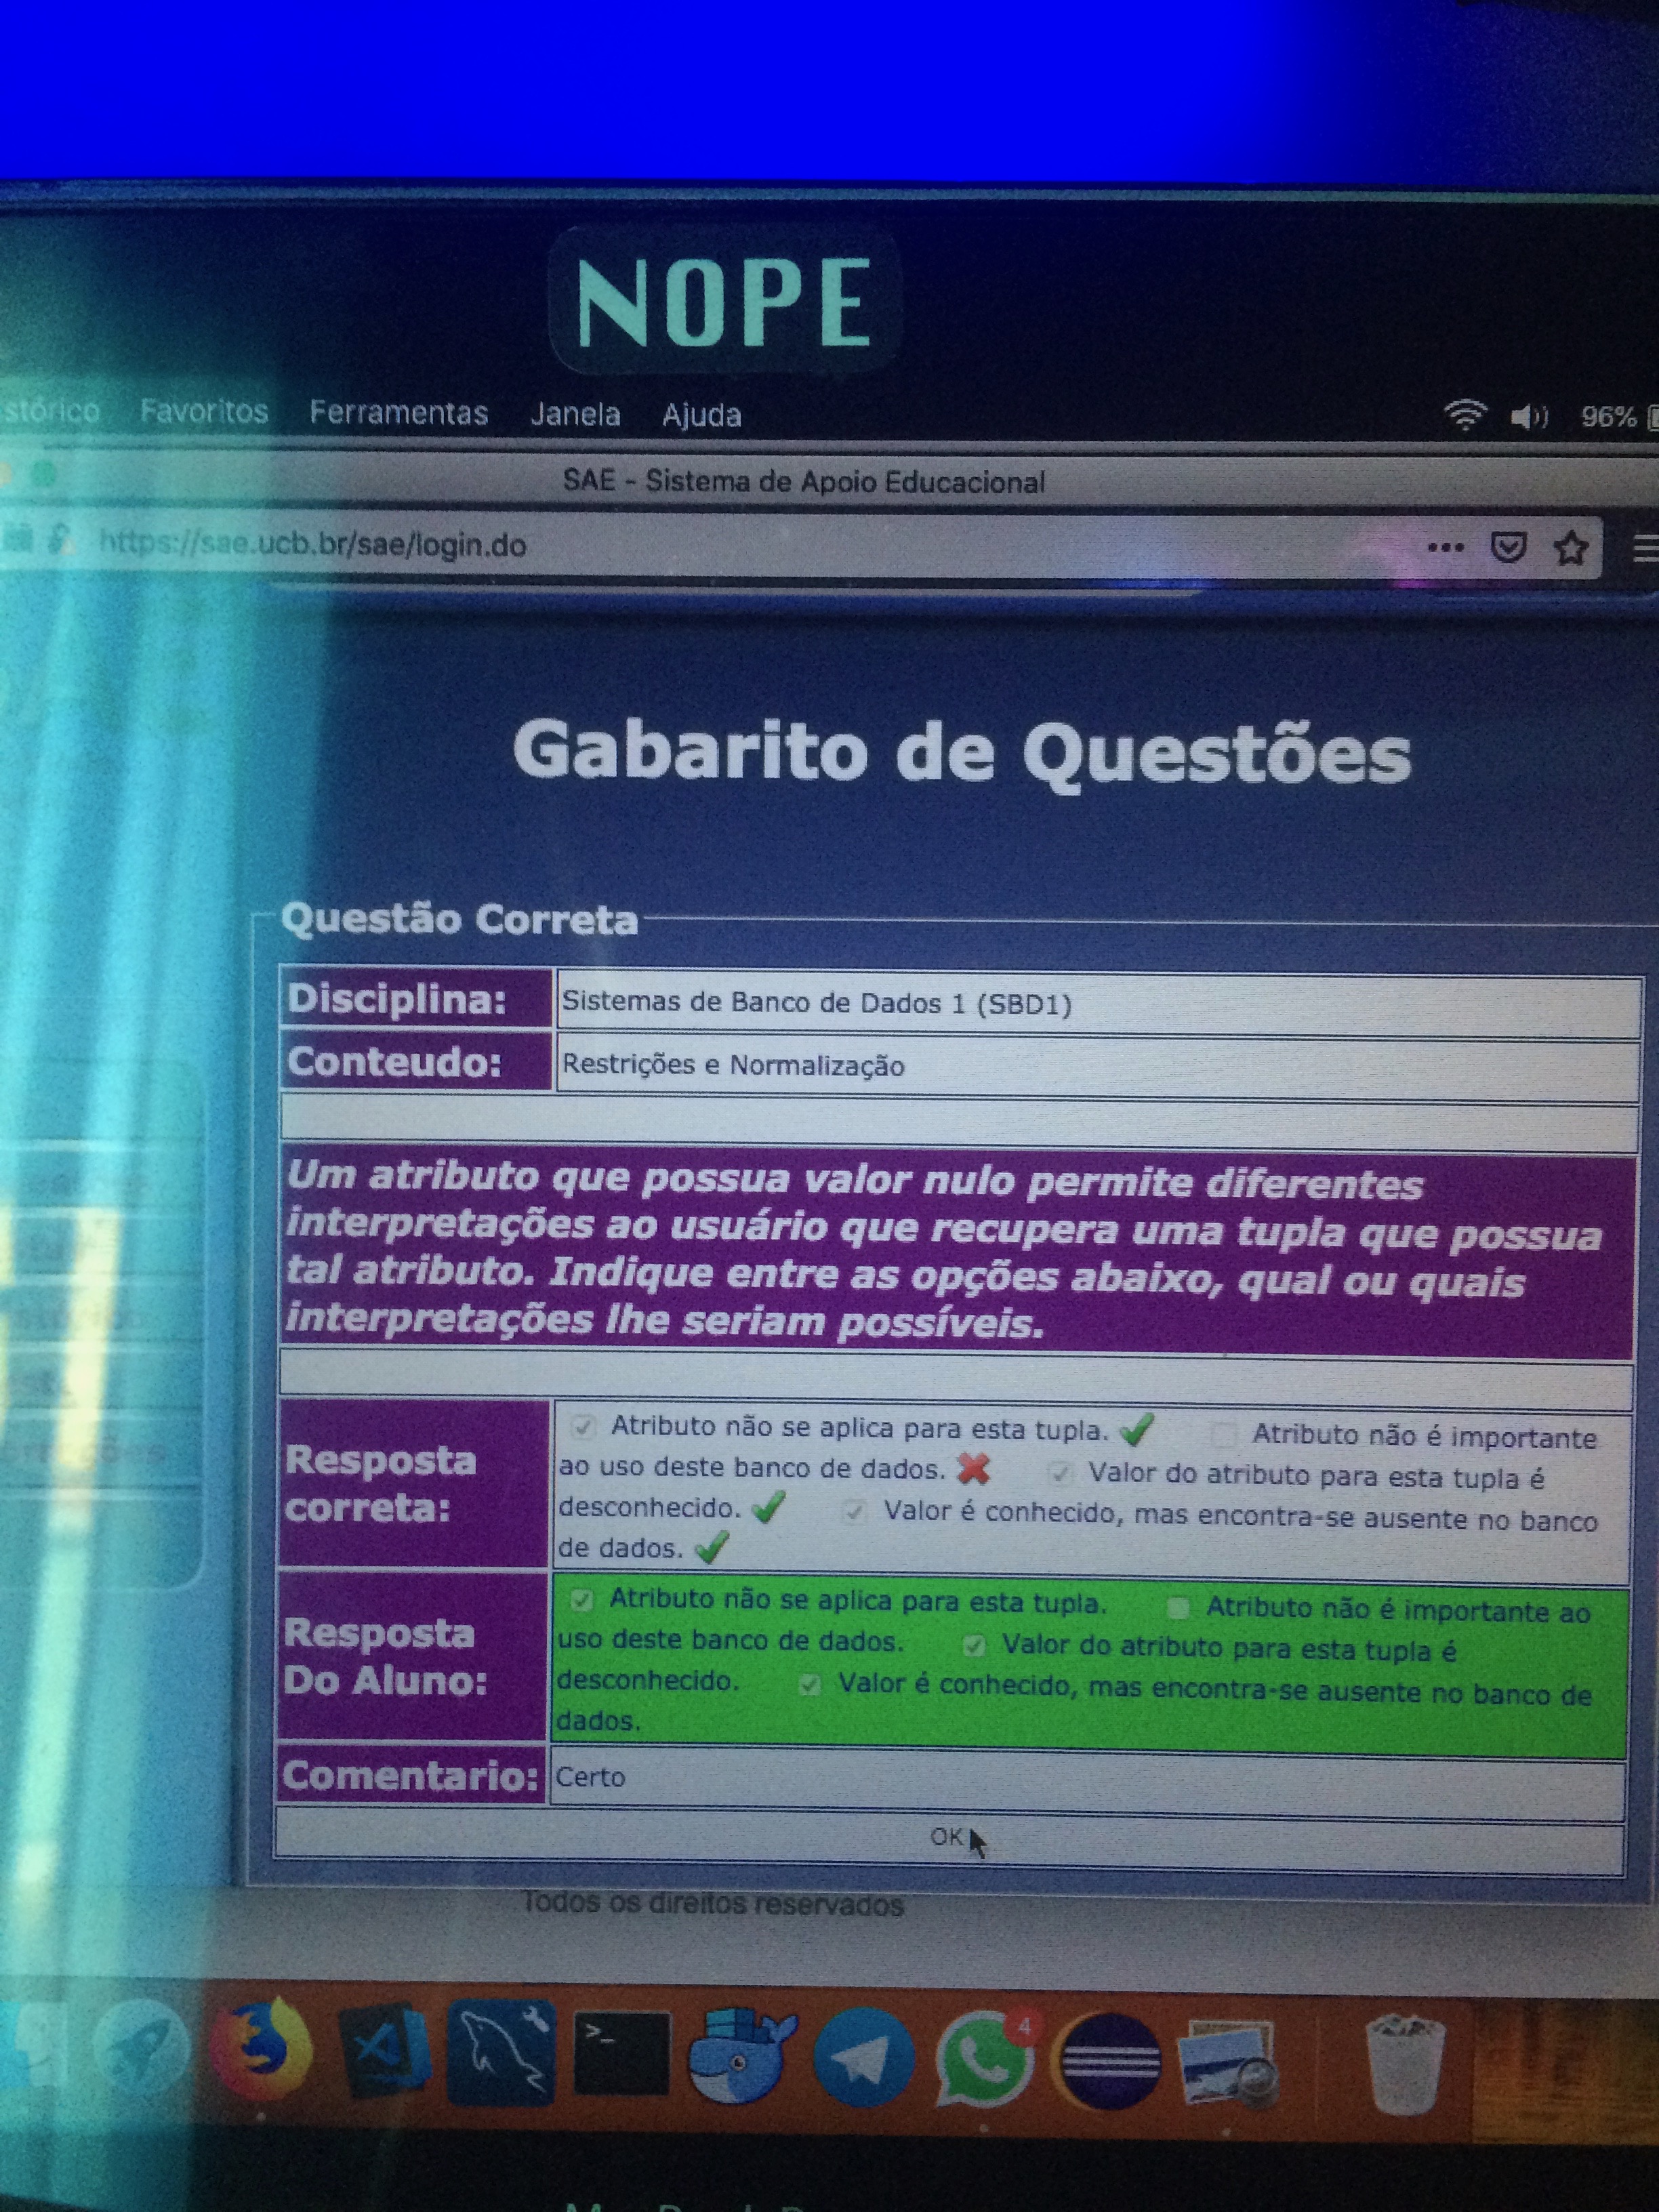 NOPE
stórico Favoritos Ferramentas Janela Ajuda 96%
SAE - Sistema de Apoio Educacional
https://sae.ucb.br/sae/login.do
Gabarito de Questões
Questão Correta
Disciplina: Sistemas de Banco de Dados 1 (SBD1)
Conteudo: Restrições e Normalização
Um atributo que possua valor nulo permite diferentes
interpretações ao usuário que recupera uma tupla que possua
tal atributo. Indique entre as opções abaixo, qual ou quais
interpretações lhe seriam possíveis.
Resposta correta:
Atributo não se aplica para esta tupla. Atributo não é importante
ao uso deste banco de dados. Valor do atributo para esta tupla é
desconhecido. Valor é conhecido, mas encontra-se ausente no banco
de dados.
Resposta Do Aluno:
Atributo não se aplica para esta tupla. Atributo não é importante ao
uso deste banco de dados. Valor do atributo para esta tupla é
desconhecido. Valor é conhecido, mas encontra-se ausente no banco de
dados.
Comentario: Certo
OK
Todos os direitos reservados
4